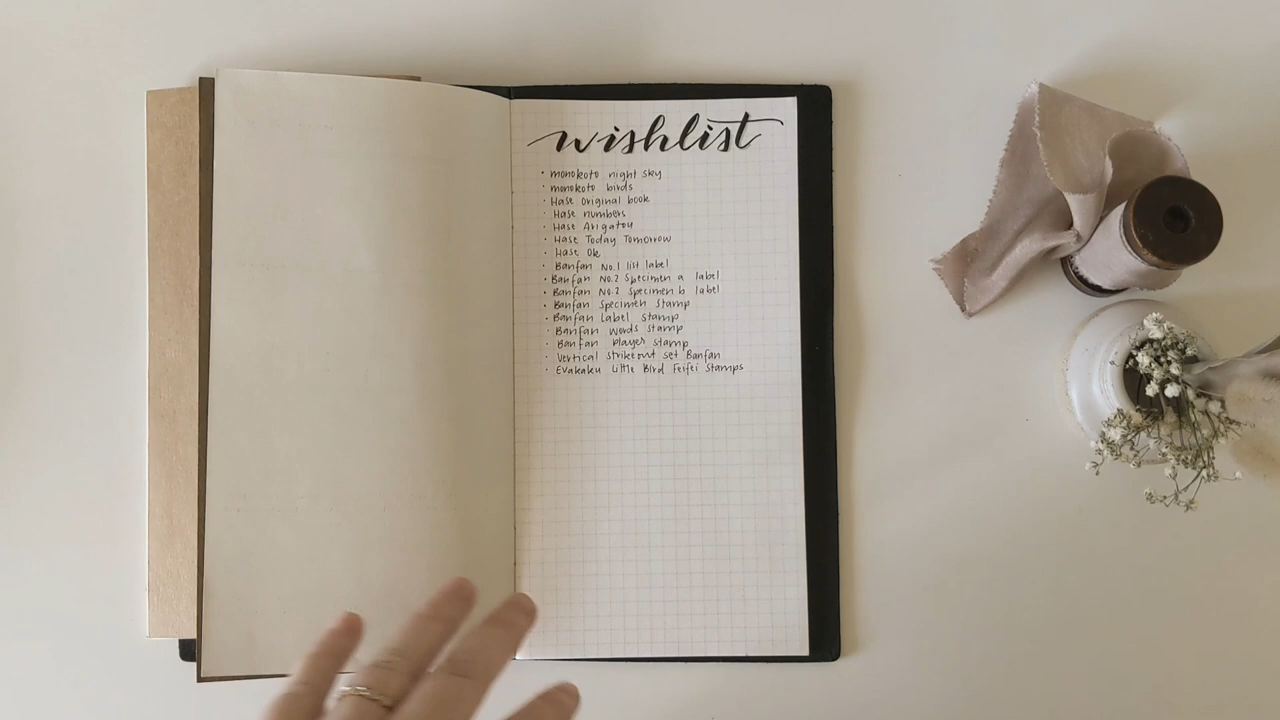 wishlist
· monokoto night sky
· monokoto birds
· Hase original book
· Hase numbers
· Hase Arigatou
· Hase Today Tomorrow
· Hase Ok
· Banfan No.1 list label
· Banfan No.2 Specimen a label
· Banfan No.2 Specimen b label
· Banfan Specimen Stamp
· Banfan Label Stamp
· Banfan words stamp
· Banfan player stamp
· Vertical strikeout set Banfan
· Evakaku Little Bird Feifei Stamps